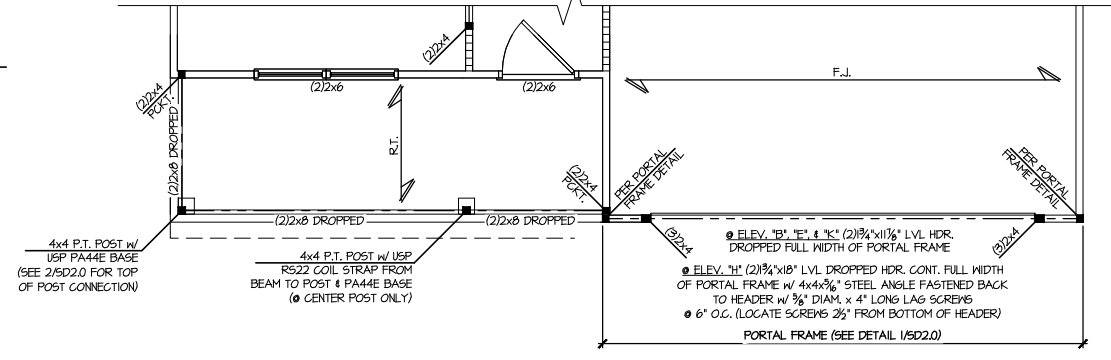 (2)2x4
(2)2x6
(2)2x6
F.J.
(2)2x4
PCKT.
(2)2x8 DROPPED
R.T.
(2)2x4
PCKT.
PER PORTAL
FRAME DETAIL
PER PORTAL
FRAME DETAIL
(2)2x8 DROPPED
(2)2x8 DROPPED
(3)2x4
(3)2x4
4x4 P.T. POST W/
USP PA44E BASE
(SEE 2/SD2.0 FOR TOP
OF POST CONNECTION)
4x4 P.T. POST W/ USP
RS22 COIL STRAP FROM
BEAM TO POST & PA44E BASE
(@ CENTER POST ONLY)
@ ELEV. "B", "E", & "K" (2)1¾"x11⅞" LVL HDR.
DROPPED FULL WIDTH OF PORTAL FRAME
@ ELEV. "H" (2)1¾"x18" LVL DROPPED HDR. CONT. FULL WIDTH
OF PORTAL FRAME W/ 4x4x5/16" STEEL ANGLE FASTENED BACK
TO HEADER W/ ⅝" DIAM. x 4" LONG LAG SCREWS
@ 6" O.C. (LOCATE SCREWS 2½" FROM BOTTOM OF HEADER)
PORTAL FRAME (SEE DETAIL 1/SD2.0)